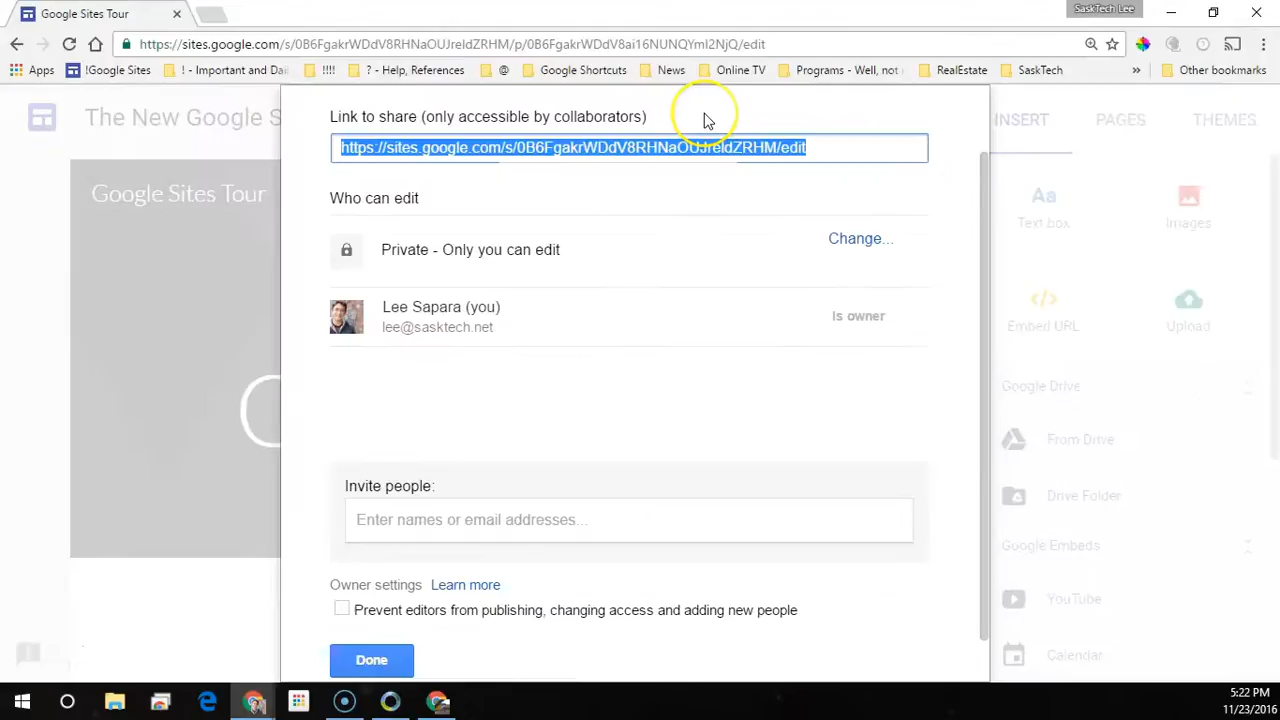 Google Sites Tour
SaskTech Lee
https://sites.google.com/s/0B6FgakrWDdV8RHNaOUJreldZRHM/p/0B6FgakrWDdV8ai16NUNQYml2NjQ/edit
Apps
!Google Sites
! - Important and Dai
!!!!
? - Help, References
@
Google Shortcuts
News
Online TV
Programs - Well, not
RealEstate
SaskTech
»
Other bookmarks
The New Google S
INSERT
PAGES
THEMES
Google Sites Tour
Link to share (only accessible by collaborators)
https://sites.google.com/s/0B6FgakrWDdV8RHNaOUJreldZRHM/edit
Who can edit
Private - Only you can edit
Change...
Lee Sapara (you)
lee@sasktech.net
Is owner
Invite people:
Enter names or email addresses...
Owner settings Learn more
Prevent editors from publishing, changing access and adding new people
Done
Aa
Text box
Images
Embed URL
Upload
Google Drive
From Drive
Drive Folder
Google Embeds
YouTube
Calendar
5:22 PM
11/23/2016